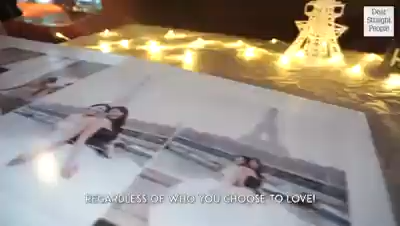 Dear
Straight
People
REGARDLESS OF WHO YOU CHOOSE TO LOVE!